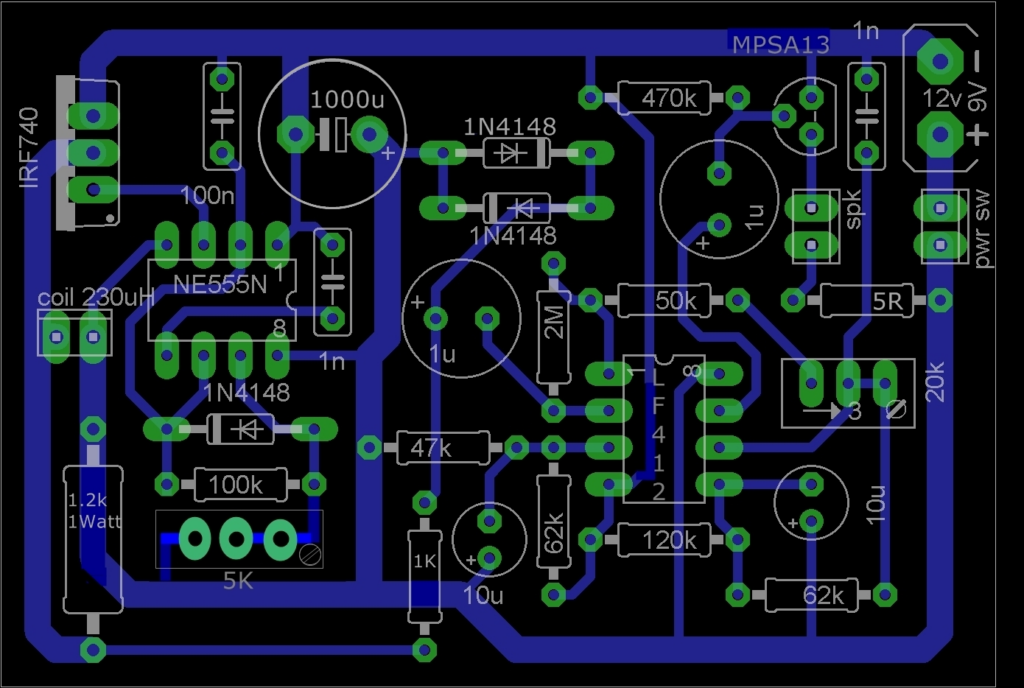 MPSA13
1n
470k
12v
9V
−
+
IRF740
1000u
+
1N4148
100n
1N4148
1u
+
spk
pwr sw
NE555N
1
8
coil 230uH
1n
+
1u
2M
50k
5R
1
8
L
F
4
1
2
3
20k
1N4148
47k
100k
1.2k
1Watt
5K
1K
+
10u
62k
120k
+
10u
62k